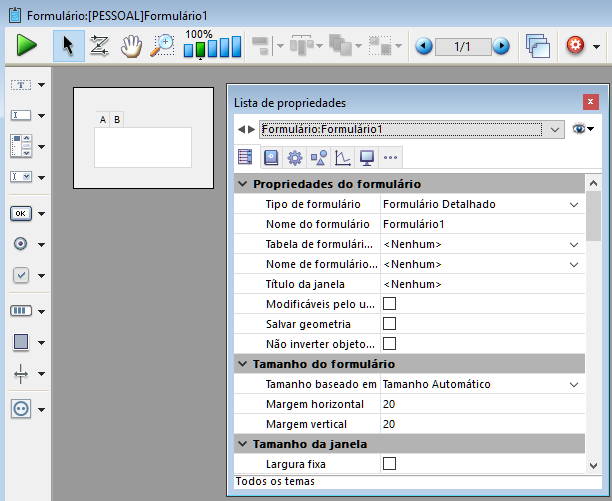 Formulário:[PESSOAL]Formulário1
100%
1/1
T
OK
A B
Lista de propriedades
Formulário:Formulário1
Propriedades do formulário
Tipo de formulário Formulário Detalhado
Nome do formulário Formulário1
Tabela de formulári... <Nenhum>
Nome de formulário... <Nenhum>
Título da janela <Nenhum>
Modificáveis pelo u...
Salvar geometria
Não inverter objeto...
Tamanho do formulário
Tamanho baseado em Tamanho Automático
Margem horizontal 20
Margem vertical 20
Tamanho da janela
Largura fixa
Todos os temas